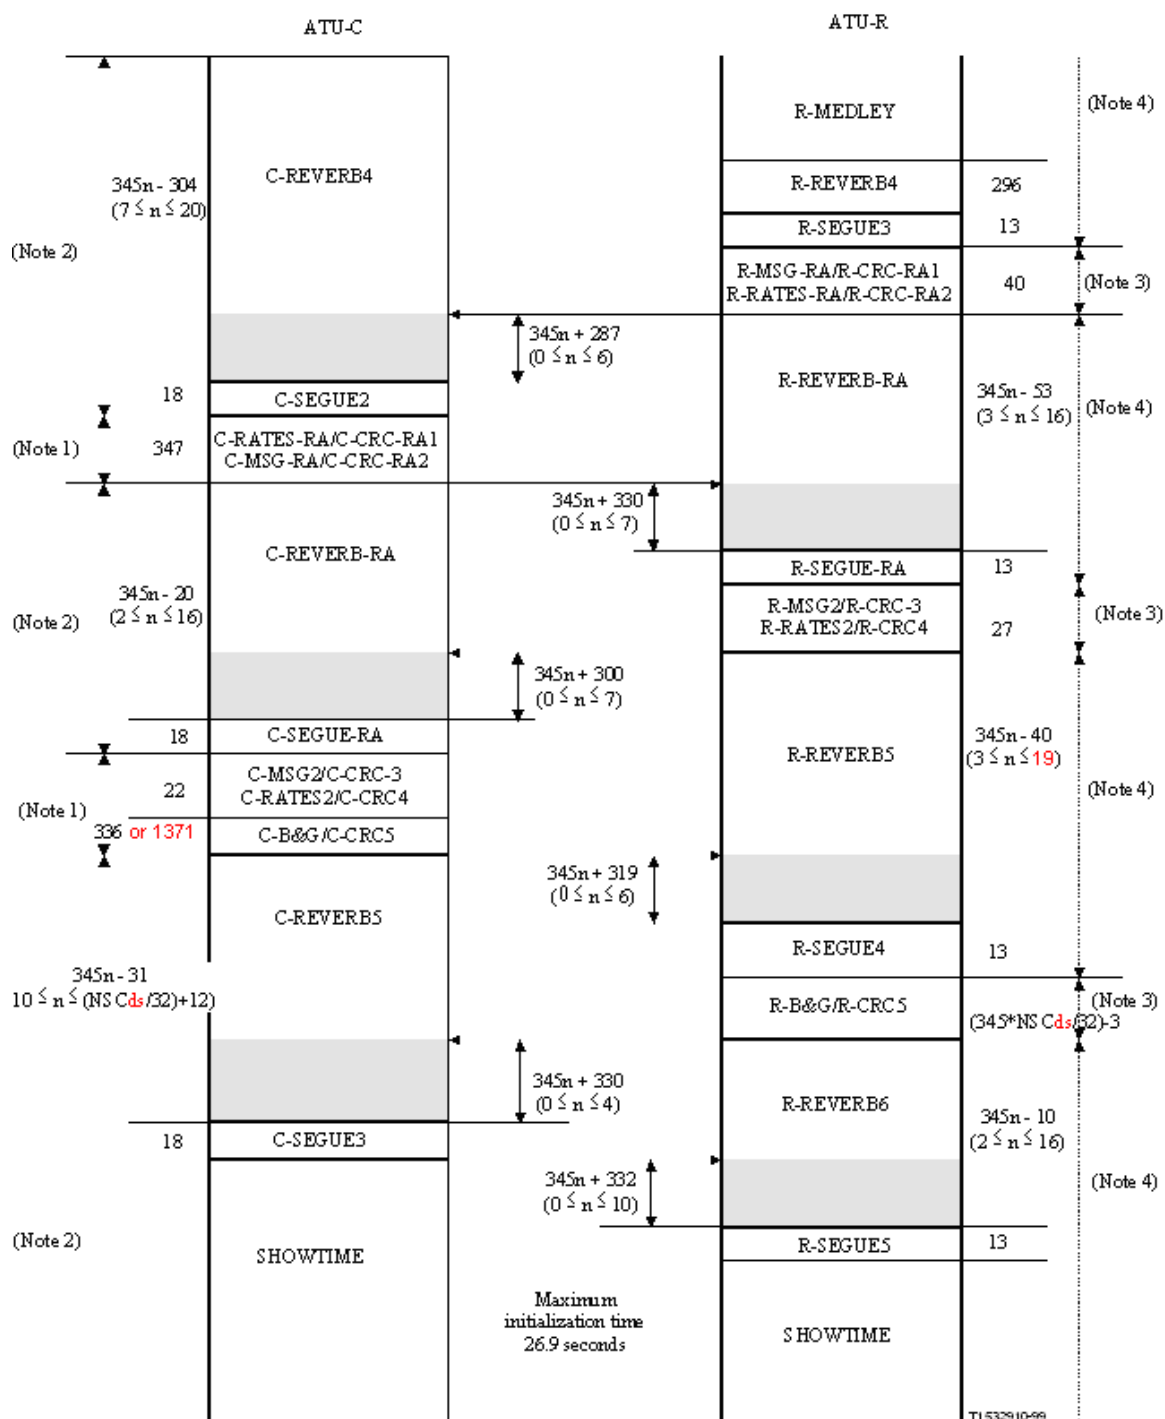 ATU-C
ATU-R
R-MEDLEY
(Note 4)
C-REVERB4
345n - 304
(7 ≤ n ≤ 20)
R-REVERB4
296
R-SEGUE3
13
(Note 2)
R-MSG-RA/R-CRC-RA1
R-RATES-RA/R-CRC-RA2
40
(Note 3)
345n + 287
(0 ≤ n ≤ 6)
R-REVERB-RA
345n - 53
(3 ≤ n ≤ 16)
(Note 4)
18
C-SEGUE2
(Note 1)
347
C-RATES-RA/C-CRC-RA1
C-MSG-RA/C-CRC-RA2
345n + 330
(0 ≤ n ≤ 7)
C-REVERB-RA
R-SEGUE-RA
13
345n - 20
(2 ≤ n ≤ 16)
(Note 2)
R-MSG2/R-CRC-3
R-RATES2/R-CRC4
27
(Note 3)
345n + 300
(0 ≤ n ≤ 7)
18
C-SEGUE-RA
R-REVERB5
345n - 40
(3 ≤ n ≤ 19)
(Note 4)
C-MSG2/C-CRC-3
C-RATES2/C-CRC4
22
(Note 1)
336 or 1371
C-B&G/C-CRC5
345n + 319
(0 ≤ n ≤ 6)
C-REVERB5
R-SEGUE4
13
345n - 31
10 ≤ n ≤ (NSCds/32)+12)
R-B&G/R-CRC5
(Note 3)
(345*NSCds/32)-3
345n + 330
(0 ≤ n ≤ 4)
R-REVERB6
345n - 10
(2 ≤ n ≤ 16)
18
C-SEGUE3
345n + 332
(0 ≤ n ≤ 10)
(Note 4)
(Note 2)
SHOWTIME
R-SEGUE5
13
Maximum
initialization time
26.9 seconds
SHOWTIME
T1532910-99